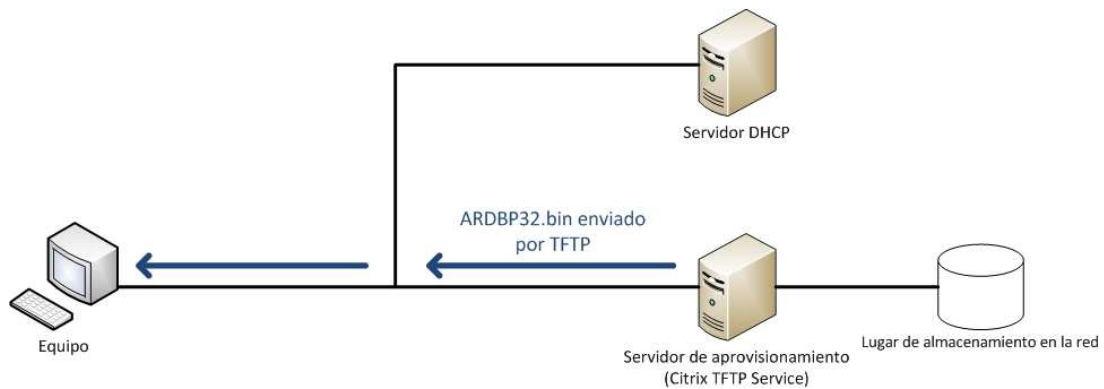 Servidor DHCP
ARDBP32.bin enviado
por TFTP
Equipo
Servidor de aprovisionamiento
(Citrix TFTP Service)
Lugar de almacenamiento en la red